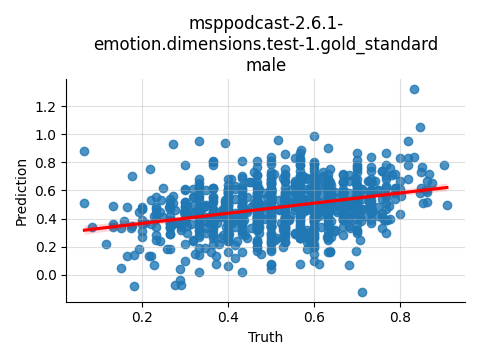 msppodcast-2.6.1-
emotion.dimensions.test-1.gold_standard
male
1.2
1.0
0.8
0.6
0.4
0.2
0.0
Prediction
0.2 0.4 0.6 0.8
Truth